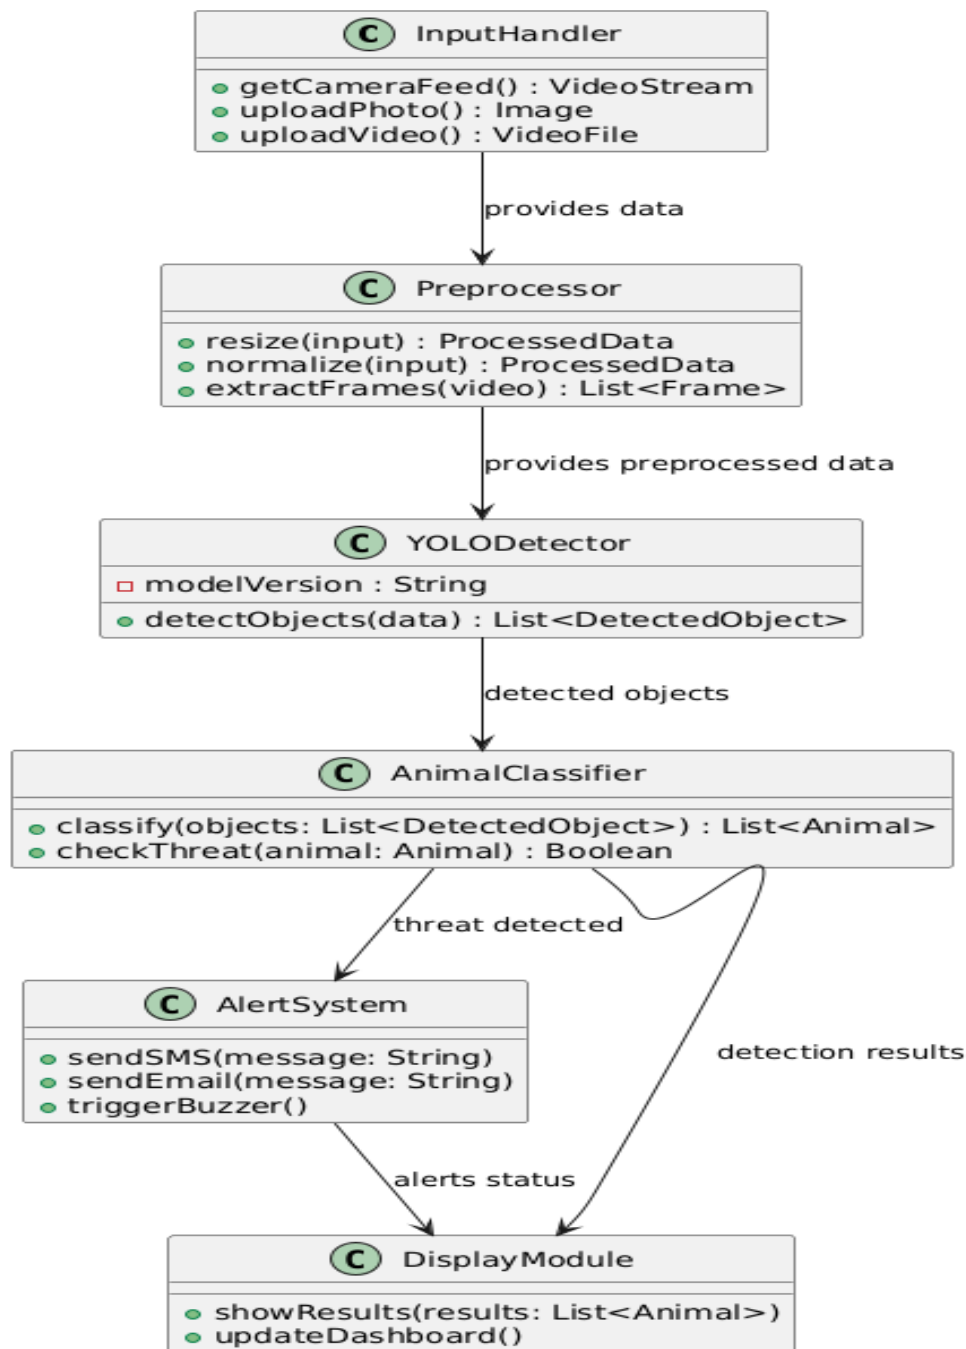 C InputHandler
getCameraFeed() : VideoStream
uploadPhoto() : Image
uploadVideo() : VideoFile
provides data
C Preprocessor
resize(input) : ProcessedData
normalize(input) : ProcessedData
extractFrames(video) : List<Frame>
provides preprocessed data
C YOLODetector
modelVersion : String
detectObjects(data) : List<DetectedObject>
detected objects
C AnimalClassifier
classify(objects: List<DetectedObject>) : List<Animal>
checkThreat(animal: Animal) : Boolean
threat detected
C AlertSystem
sendSMS(message: String)
sendEmail(message: String)
triggerBuzzer()
detection results
alerts status
C DisplayModule
showResults(results: List<Animal>)
updateDashboard()